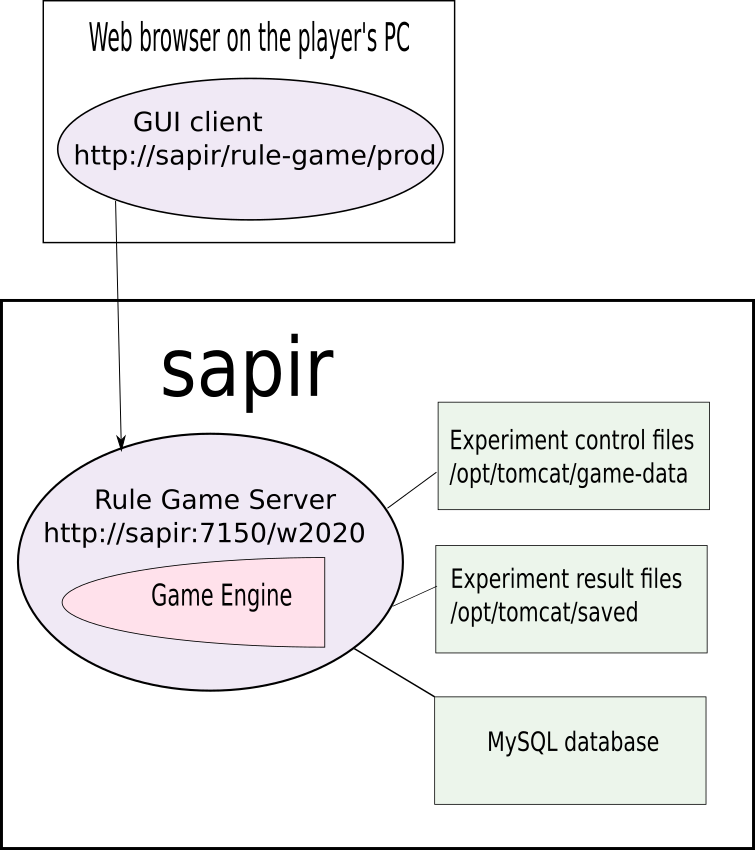 Web browser on the player's PC
GUI client
http://sapir/rule-game/prod
sapir
Rule Game Server
http://sapir:7150/w2020
Game Engine
Experiment control files
/opt/tomcat/game-data
Experiment result files
/opt/tomcat/saved
MySQL database